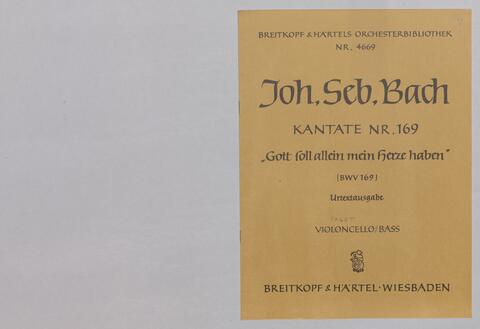 BREITKOPF & HÄRTELS ORCHESTERBIBLIOTHEK
NR. 4669
Joh. Seb. Bach
KANTATE NR. 169
„Gott soll allein mein Herze haben“
(BWV 169)
Urtextausgabe
FAGOT
VIOLONCELLO/BASS
BREITKOPF & HÄRTEL · WIESBADEN